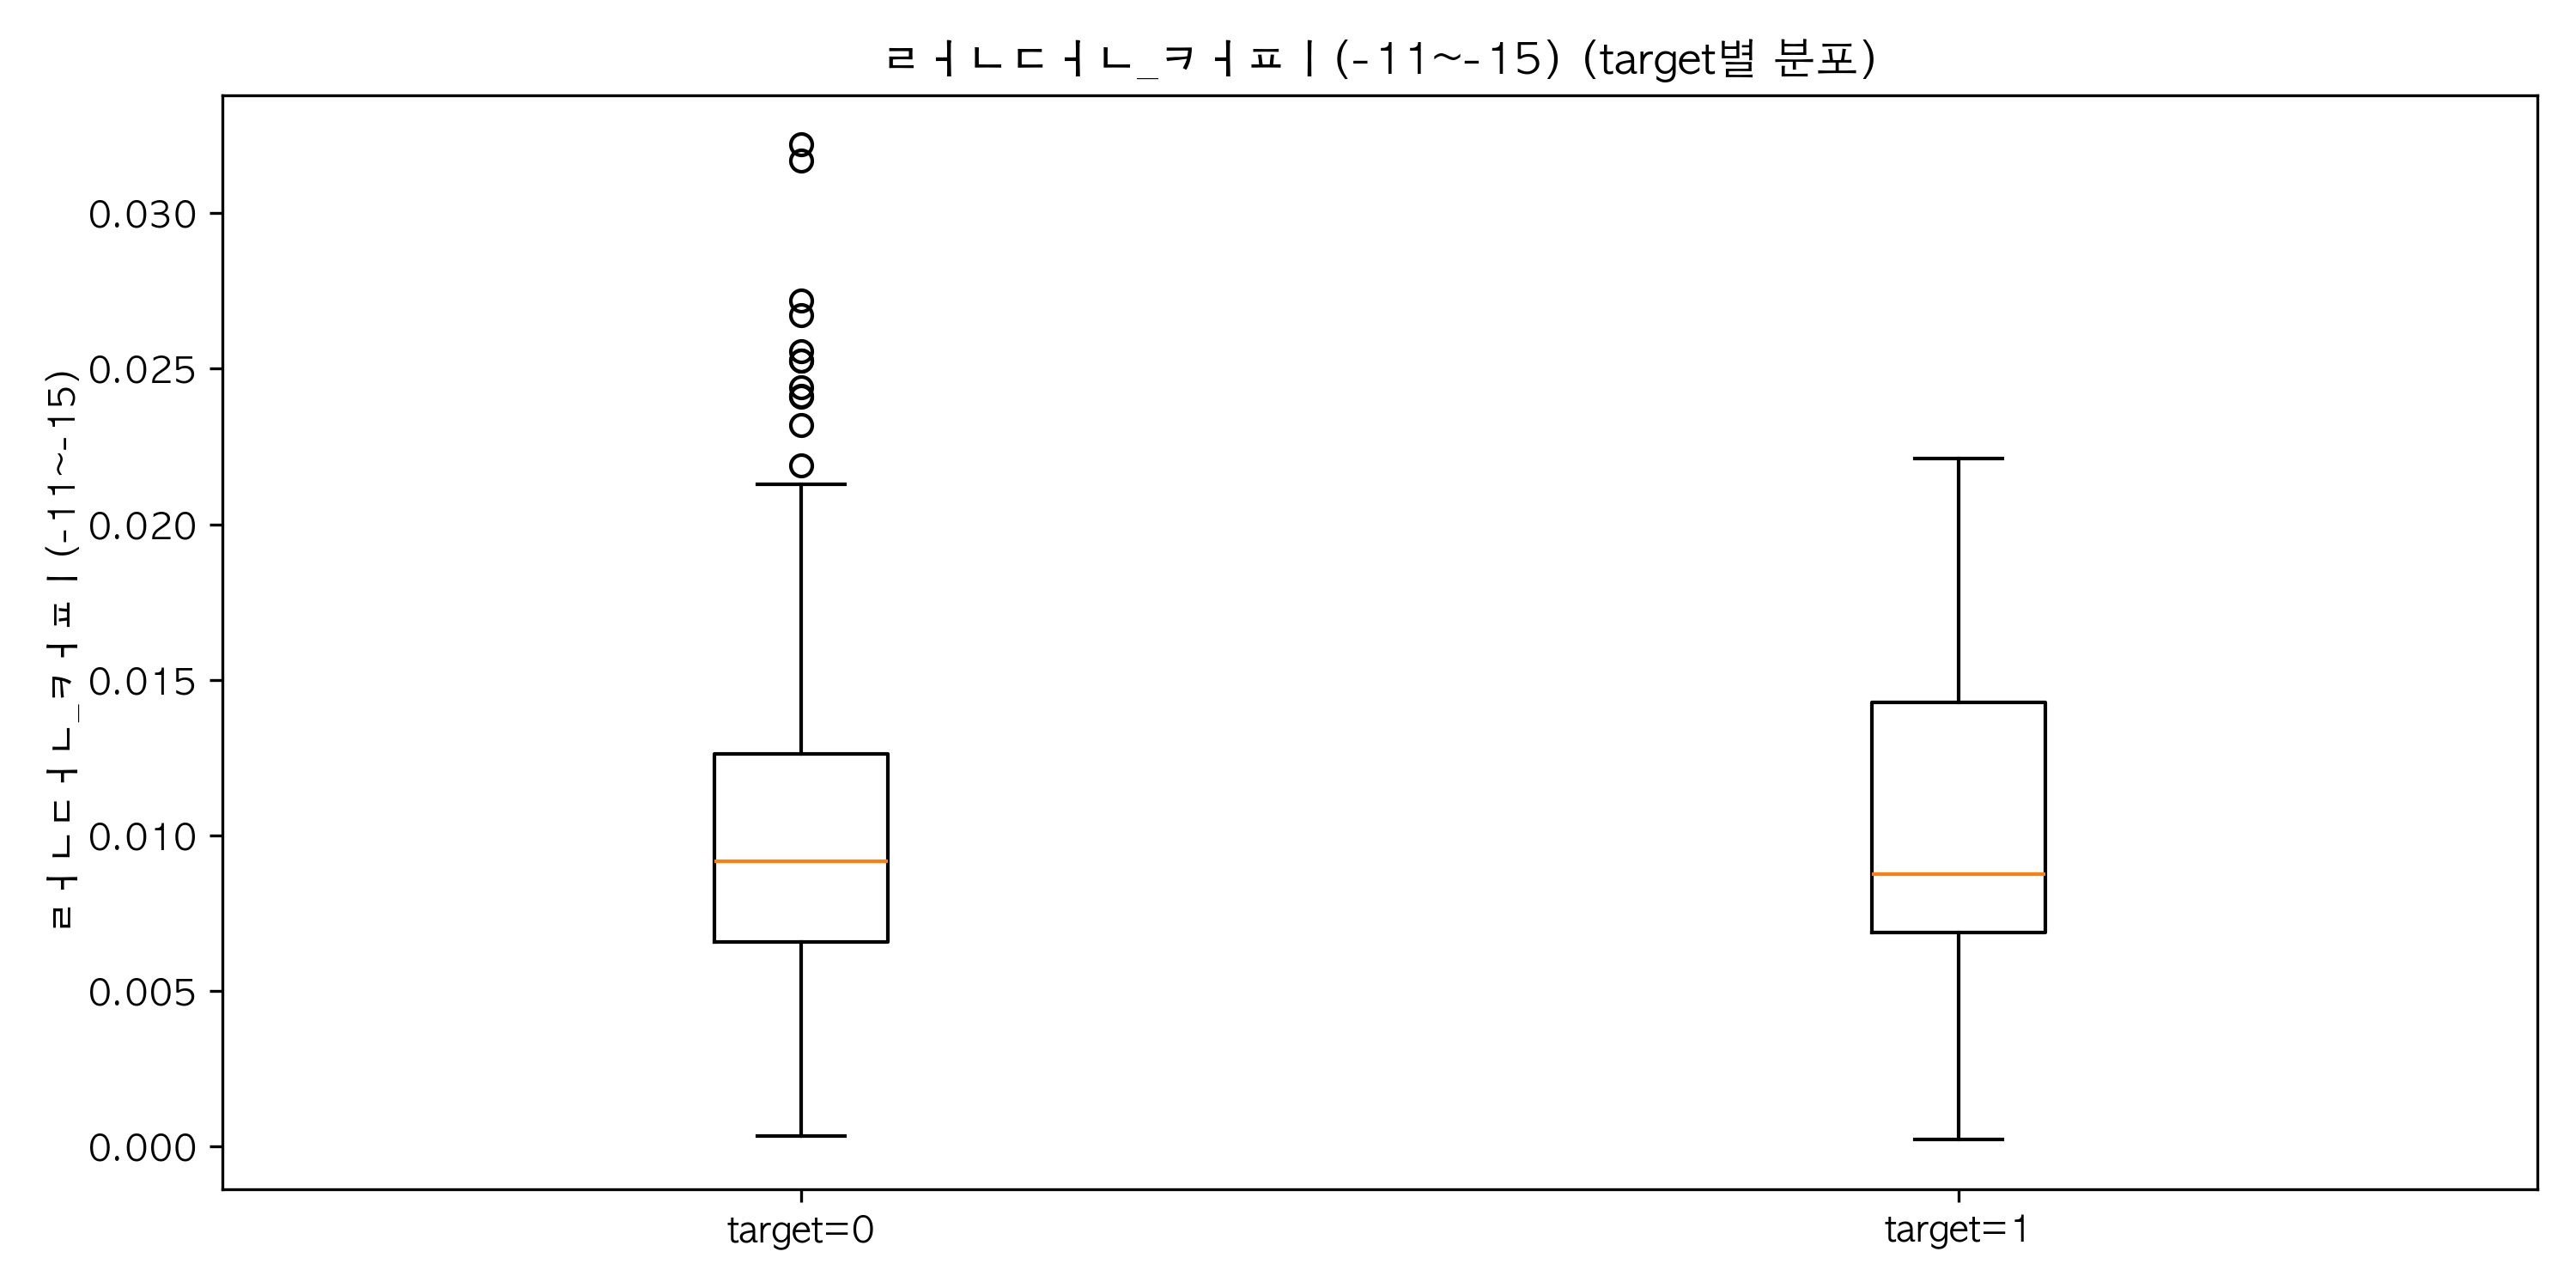 ㄹㅓㄴㄷㅓㄴ_ㅋㅓㅍㅣ(-11~-15) (target별 분포)
ㄹㅓㄴㄷㅓㄴ_ㅋㅓㅍㅣ(-11~-15)
0.030
0.025
0.020
0.015
0.010
0.005
0.000
target=0
target=1